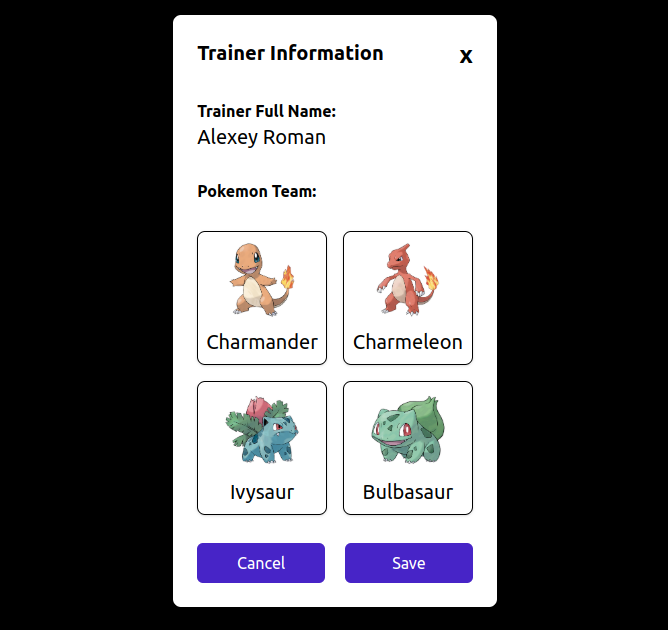 Trainer Information x
Trainer Full Name:
Alexey Roman
Pokemon Team:
Charmander Charmeleon
Ivysaur Bulbasaur
Cancel Save